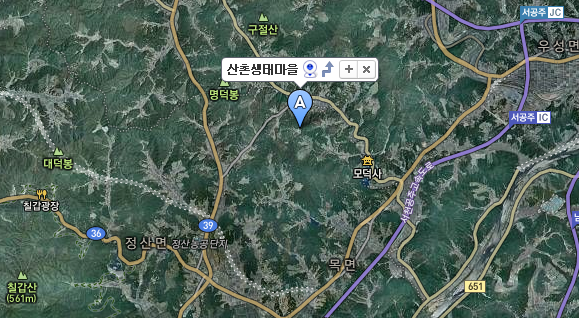 서공주 JC
구절산
우성면
산촌생태마을
명덕봉
A
서공주 IC
대덕봉
모덕사
서천공주고속도로
칠갑광장
39
36
정산면
정산농공단지
목면
칠갑산
(561m)
651